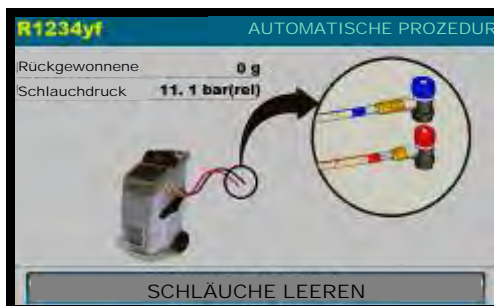 R1234yf AUTOMATISCHE PROZEDUR
Rückgewonnene 0 g
Schlauchdruck 11. 1 bar(rel)
SCHLÄUCHE LEEREN